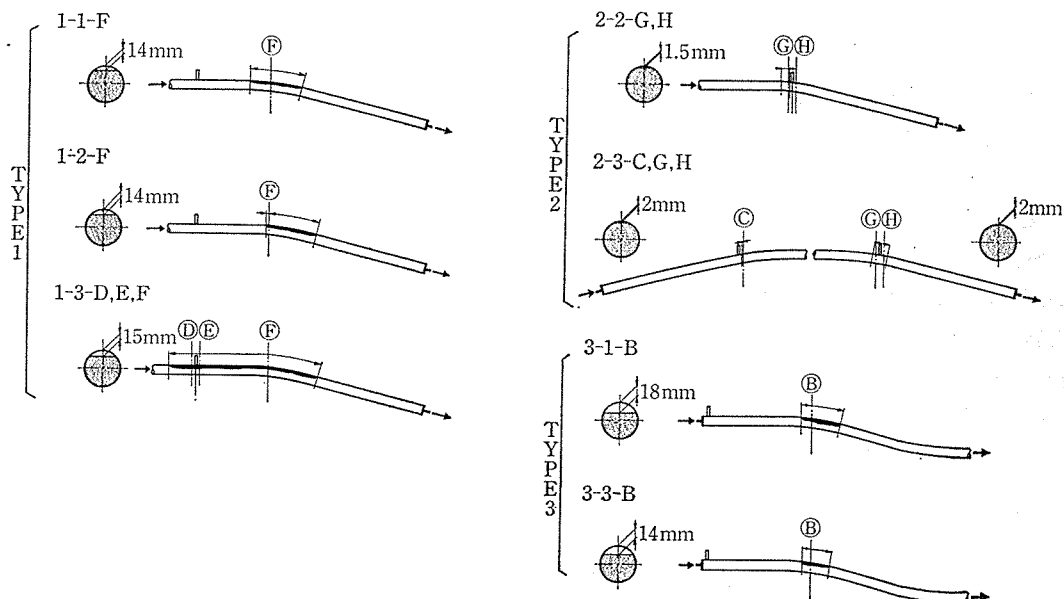 TYPE1
1-1-F
14mm
Ⓕ
1-2-F
14mm
Ⓕ
1-3-D,E,F
15mm
Ⓓ Ⓔ Ⓕ
TYPE2
2-2-G,H
1.5mm
Ⓖ Ⓗ
2-3-C,G,H
2mm
Ⓒ
Ⓖ Ⓗ
2mm
TYPE3
3-1-B
18mm
Ⓑ
3-3-B
14mm
Ⓑ